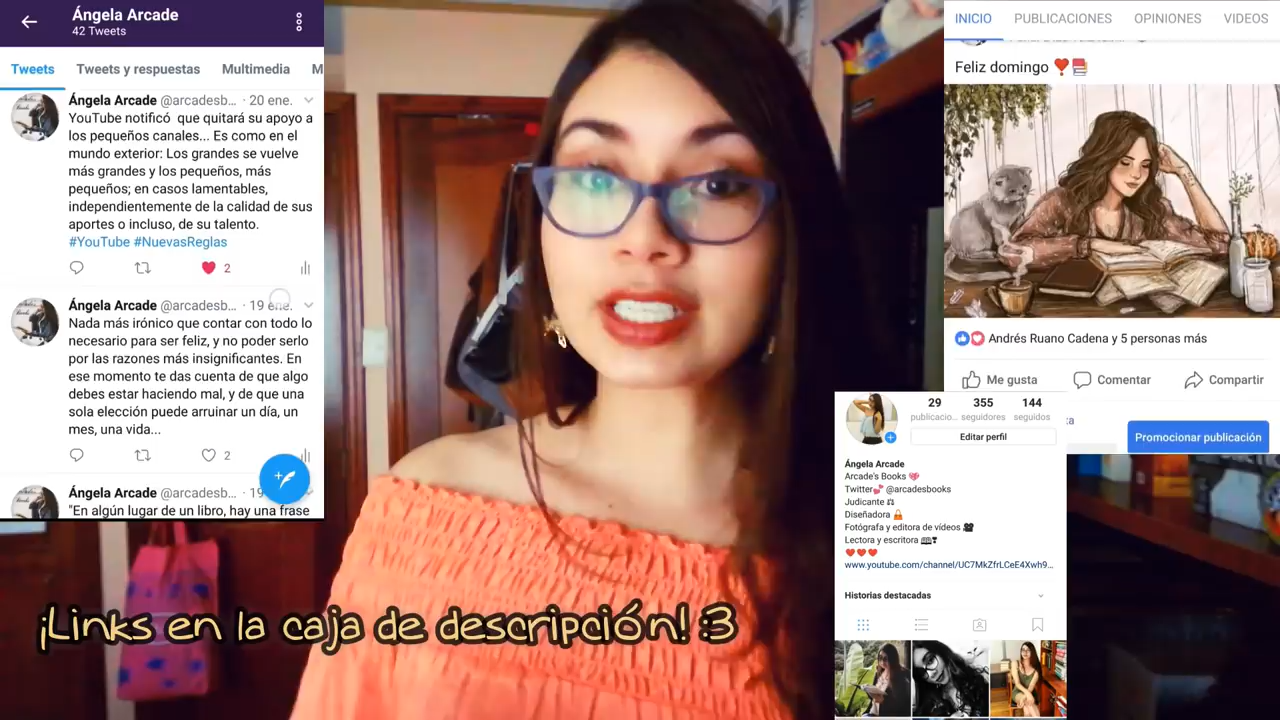 Ángela Arcade
42 Tweets
Tweets
Tweets y respuestas
Multimedia
M
Ángela Arcade @arcadesb... · 20 ene.
YouTube notificó que quitará su apoyo a
los pequeños canales... Es como en el
mundo exterior: Los grandes se vuelve
más grandes y los pequeños, más
pequeños; en casos lamentables,
independientemente de la calidad de sus
aportes o incluso, de su talento.
#YouTube #NuevasReglas
2
Ángela Arcade @arcadesb... · 19 ene.
Nada más irónico que contar con todo lo
necesario para ser feliz, y no poder serlo
por las razones más insignificantes. En
ese momento te das cuenta de que algo
debes estar haciendo mal, y de que una
sola elección puede arruinar un día, un
mes, una vida...
2
Ángela Arcade @arcadesb... · 19
"En algún lugar de un libro, hay una frase
INICIO
PUBLICACIONES
OPINIONES
VIDEOS
Feliz domingo ❣️📚
Andrés Ruano Cadena y 5 personas más
Me gusta
Comentar
Compartir
Promocionar publicación
29 355 144
publicacio... seguidores seguidos
Editar perfil
Ángela Arcade
Arcade's Books 💖
Twitter💕 @arcadesbooks
Judicante ⚖
Diseñadora 👜
Fotógrafa y editora de vídeos 🎥
Lectora y escritora 📖❣
❤❤❤
www.youtube.com/channel/UC7MkZfrLCeE4Xwh9...
Historias destacadas
¡Links en la caja de descripción! :3